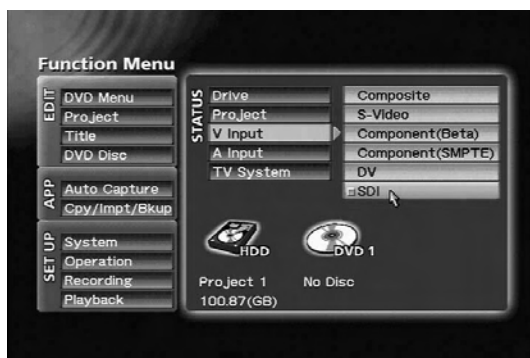 Function Menu
EDIT
DVD Menu
Project
Title
DVD Disc
APP
Auto Capture
Cpy/Impt/Bkup
SET UP
System
Operation
Recording
Playback
STATUS
Drive
Project
V Input
A Input
TV System
Composite
S-Video
Component(Beta)
Component(SMPTE)
DV
SDI
HDD
DVD 1
Project 1
No Disc
100.87(GB)